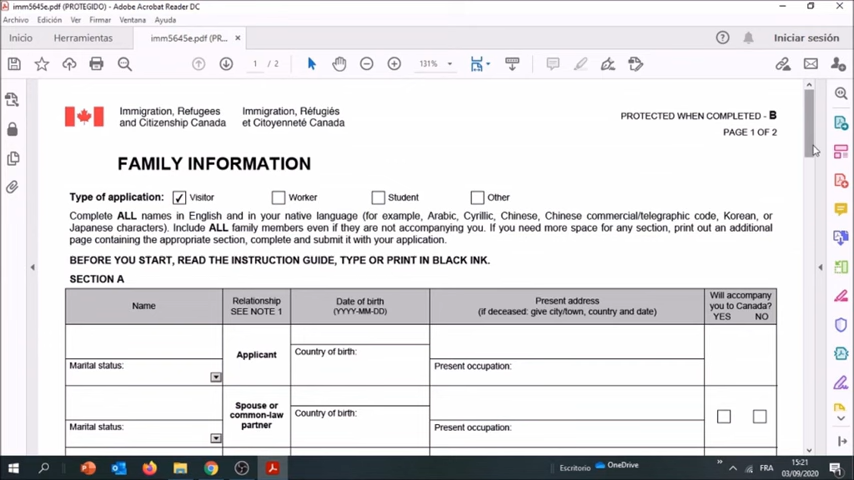 imm5645e.pdf (PROTEGIDO) - Adobe Acrobat Reader DC
Archivo Edición Ver Firmar Ventana Ayuda
Inicio Herramientas imm5645e.pdf (PR... × Iniciar sesión
1 / 2 131%
Immigration, Refugees and Citizenship Canada
Immigration, Réfugiés et Citoyenneté Canada
PROTECTED WHEN COMPLETED - B
PAGE 1 OF 2
FAMILY INFORMATION
Type of application: Visitor Worker Student Other
Complete ALL names in English and in your native language (for example, Arabic, Cyrillic, Chinese, Chinese commercial/telegraphic code, Korean, or
Japanese characters). Include ALL family members even if they are not accompanying you. If you need more space for any section, print out an additional
page containing the appropriate section, complete and submit it with your application.
BEFORE YOU START, READ THE INSTRUCTION GUIDE, TYPE OR PRINT IN BLACK INK.
SECTION A
Name
Relationship
SEE NOTE 1
Date of birth
(YYYY-MM-DD)
Present address
(if deceased: give city/town, country and date)
Will accompany
you to Canada?
YES NO
Applicant
Country of birth:
Marital status:
Present occupation:
Spouse or
common-law
partner
Country of birth:
Marital status:
Present occupation:
Escritorio OneDrive
FRA
15:21
03/09/2020